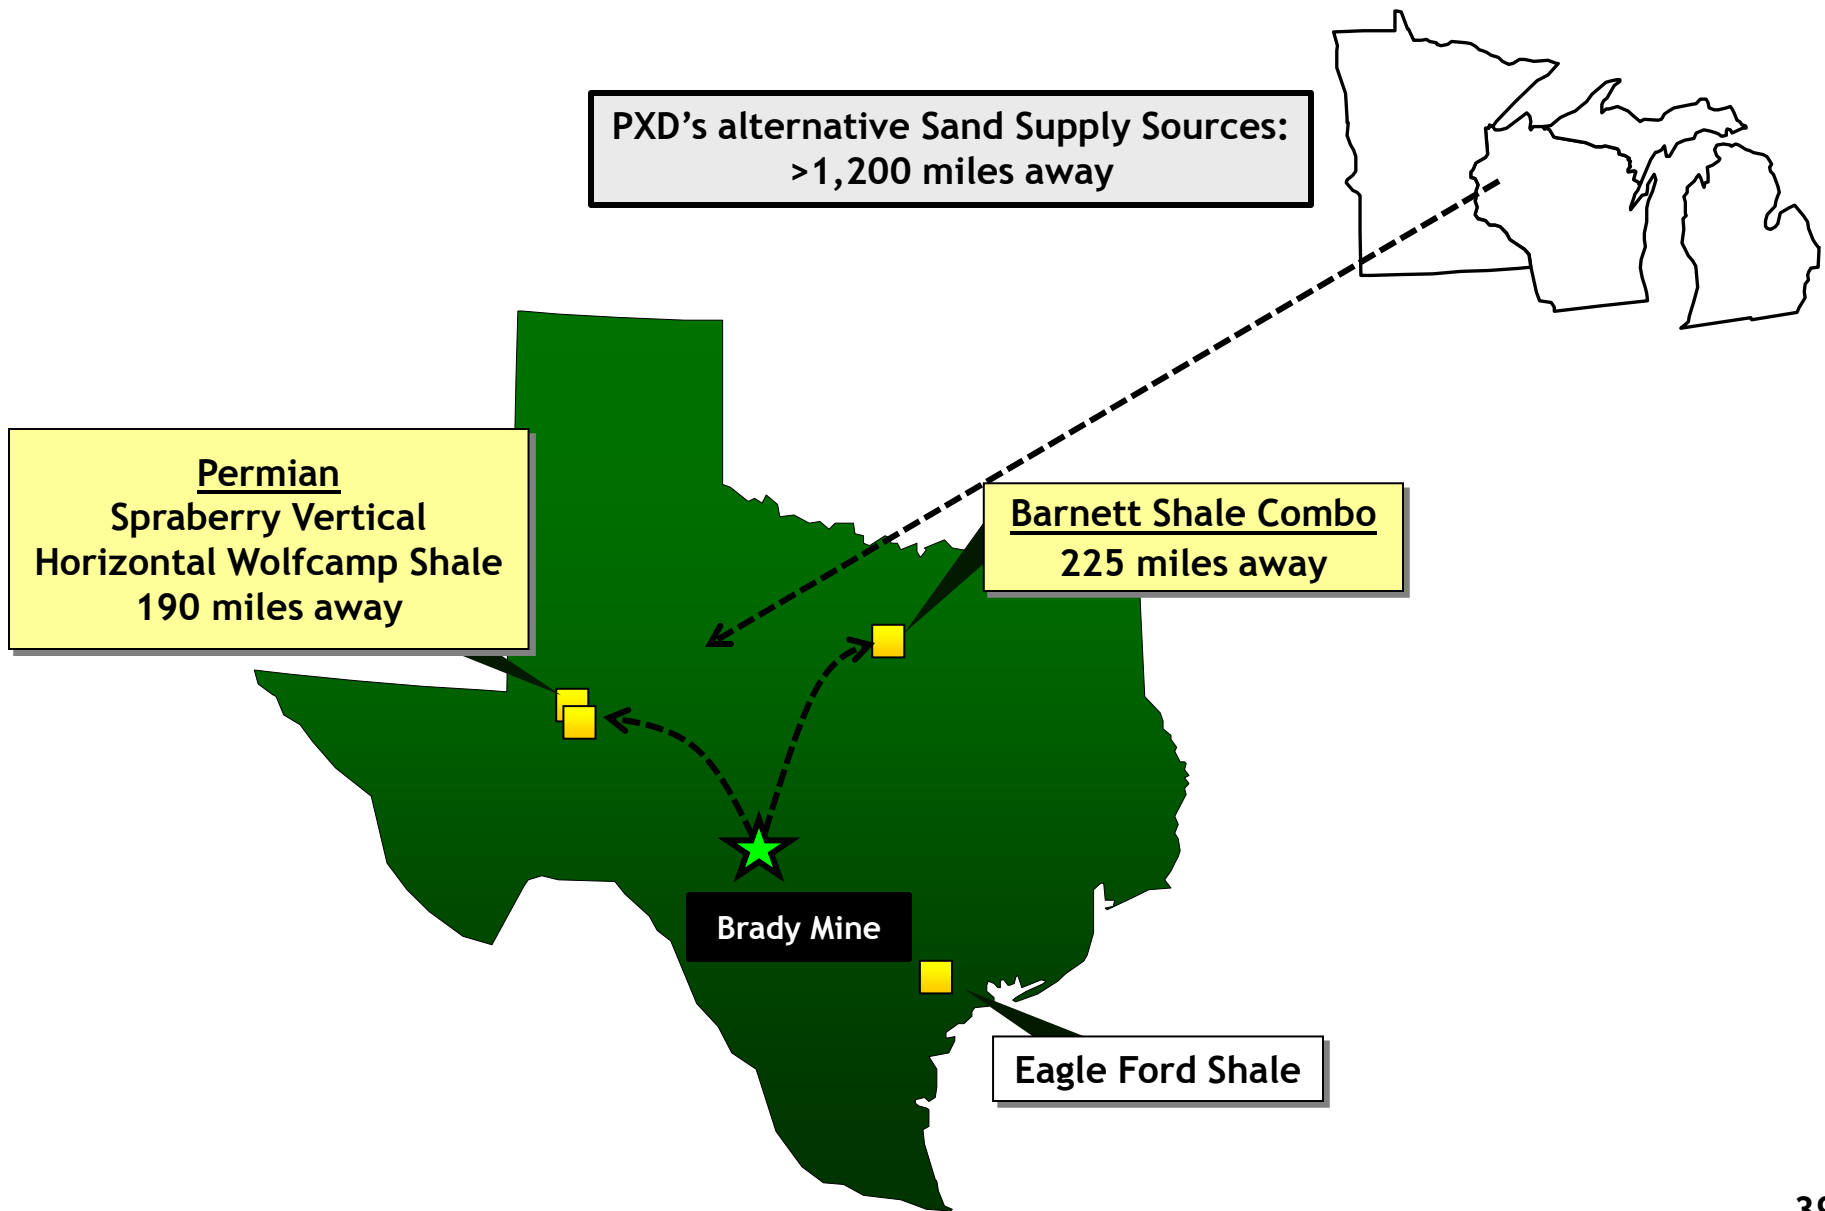 PXD’s alternative Sand Supply Sources:
>1,200 miles away
Permian
Spraberry Vertical
Horizontal Wolfcamp Shale
190 miles away
Barnett Shale Combo
225 miles away
Brady Mine
Eagle Ford Shale